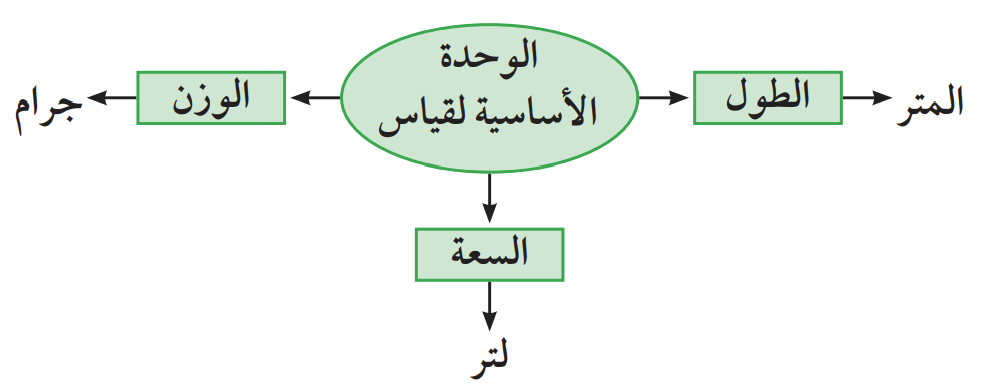 الوحدة
الأساسية لقياس
الطول
المتر
الوزن
جرام
السعة
لتر